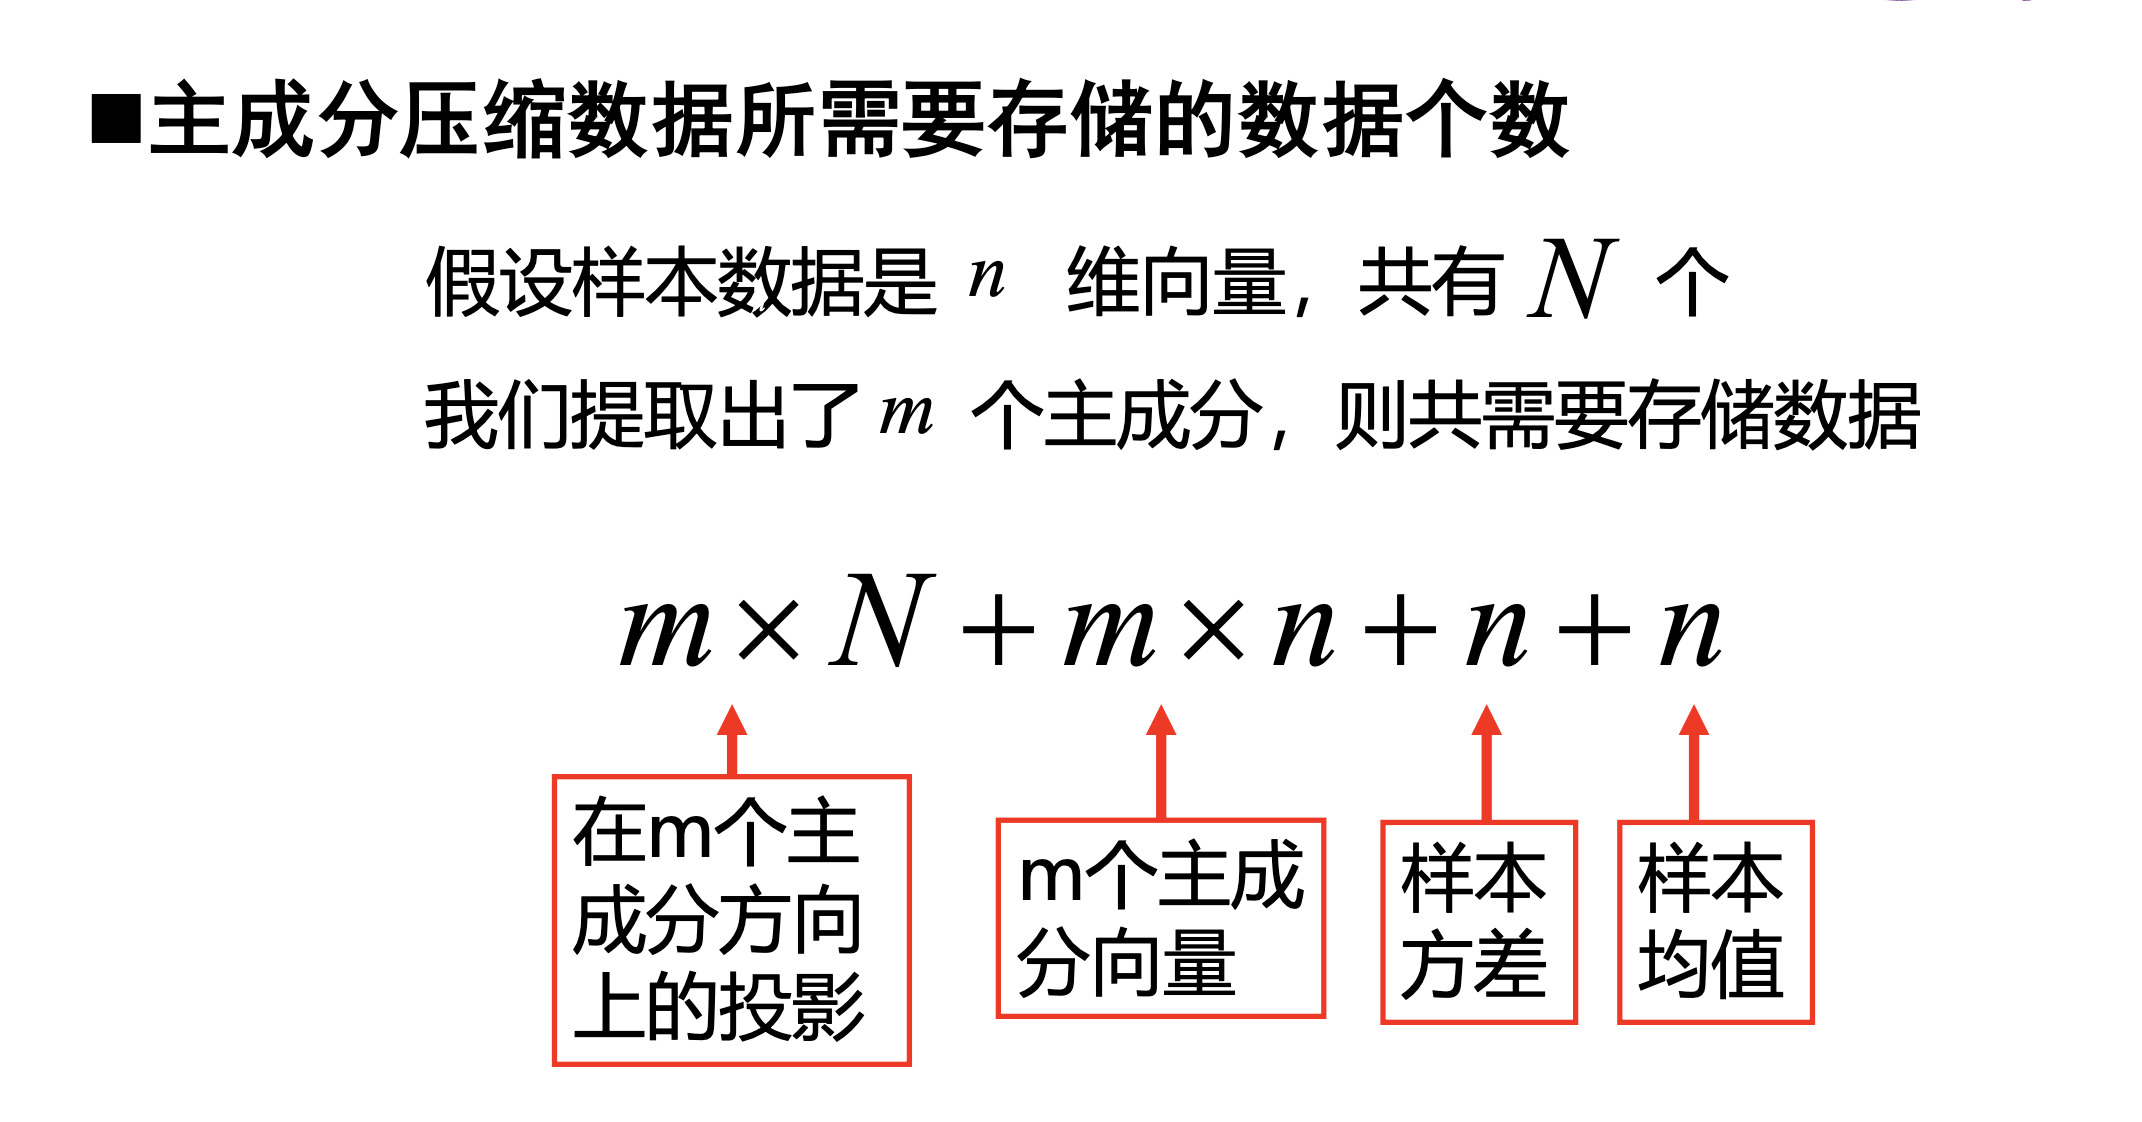 ■主成分压缩数据所需要存储的数据个数
假设样本数据是 n 维向量，共有 N 个
我们提取出了 m 个主成分，则共需要存储数据
m × N + m × n + n + n
在m个主
成分方向
上的投影
m个主成
分向量
样本
方差
样本
均值